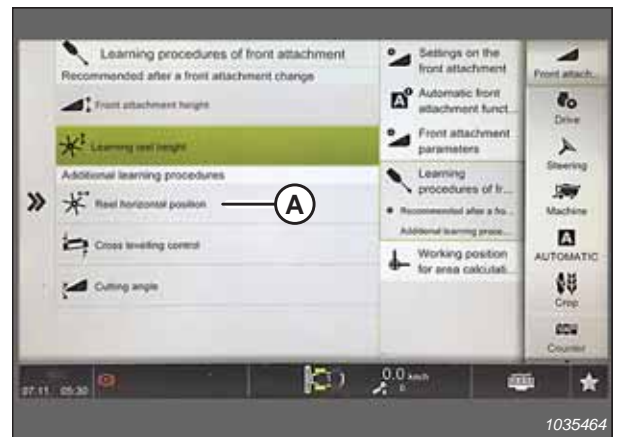 Learning procedures of front attachment
Recommended after a front attachment change
Front attachment height
Learning reel height
Additional learning procedures
Reel horizontal position
A
Cross levelling control
Cutting angle
Settings on the
front attachment
Automatic front
attachment funct...
Front attachment
parameters
Learning
procedures of fr...
Recommended after a fro...
Additional learning proce...
Working position
for area calculati...
Front attach...
Drive
Steering
Machine
A
AUTOMATIC
Crop
Counter
07.11. 05:30
0.0 km/h
0
1035464